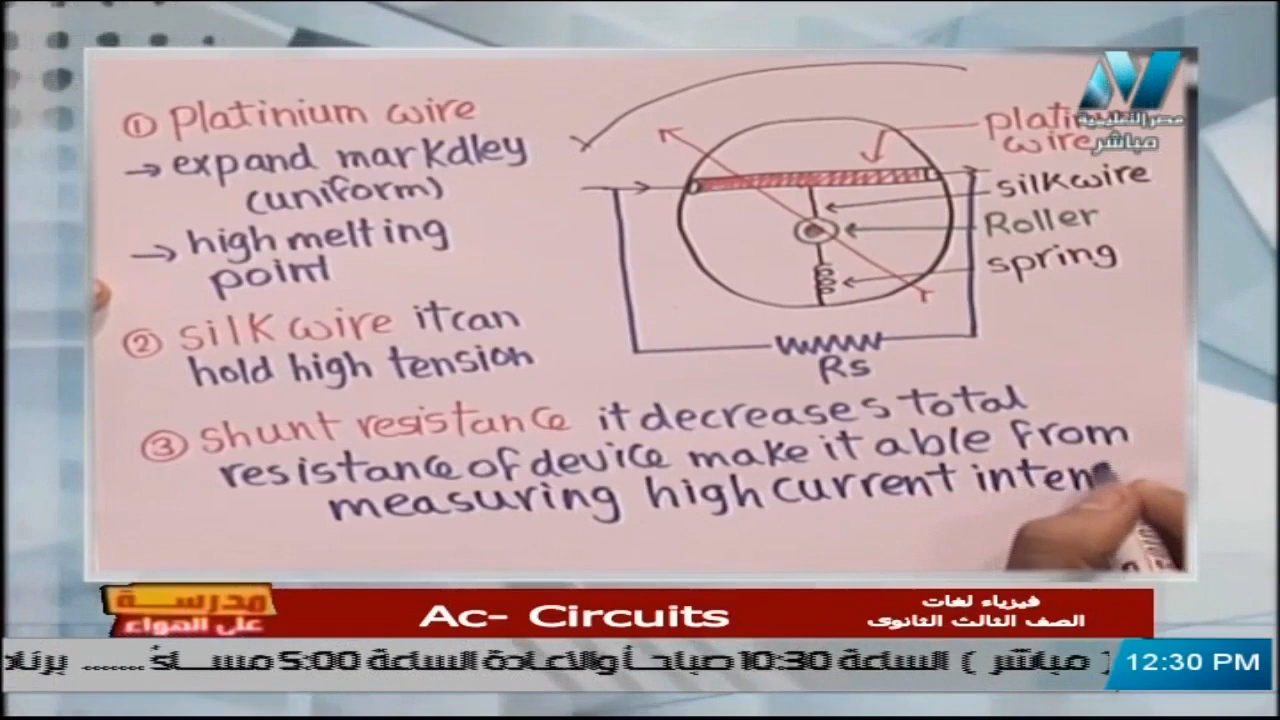 ① Platinium wire
→ expand markdley
(uniform)
→ high melting
point
② silk wire it can
hold high tension
③ shunt resistance it decreases total
resistance of device make it able from
measuring high current inten
wire
silk wire
Roller
spring
Rs
مصر التعليمية
مباشر
مدرسة
على الهواء
Ac- Circuits
فيزياء لغات
الصف الثالث الثانوى
( مباشر ) الساعة 10:30 صباحاً والاعادة الساعة 5:00 مساءً .......
12:30 PM